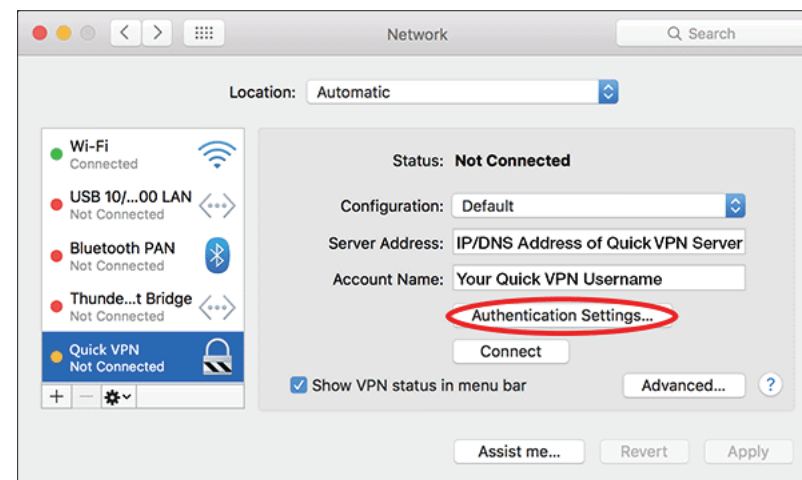 Network
Search
Location: Automatic
Wi-Fi
Connected
USB 10/...00 LAN
Not Connected
Bluetooth PAN
Not Connected
Thunde...t Bridge
Not Connected
Quick VPN
Not Connected
Status: Not Connected
Configuration: Default
Server Address: IP/DNS Address of Quick VPN Server
Account Name: Your Quick VPN Username
Authentication Settings...
Connect
Show VPN status in menu bar
Advanced... ?
Assist me... Revert Apply